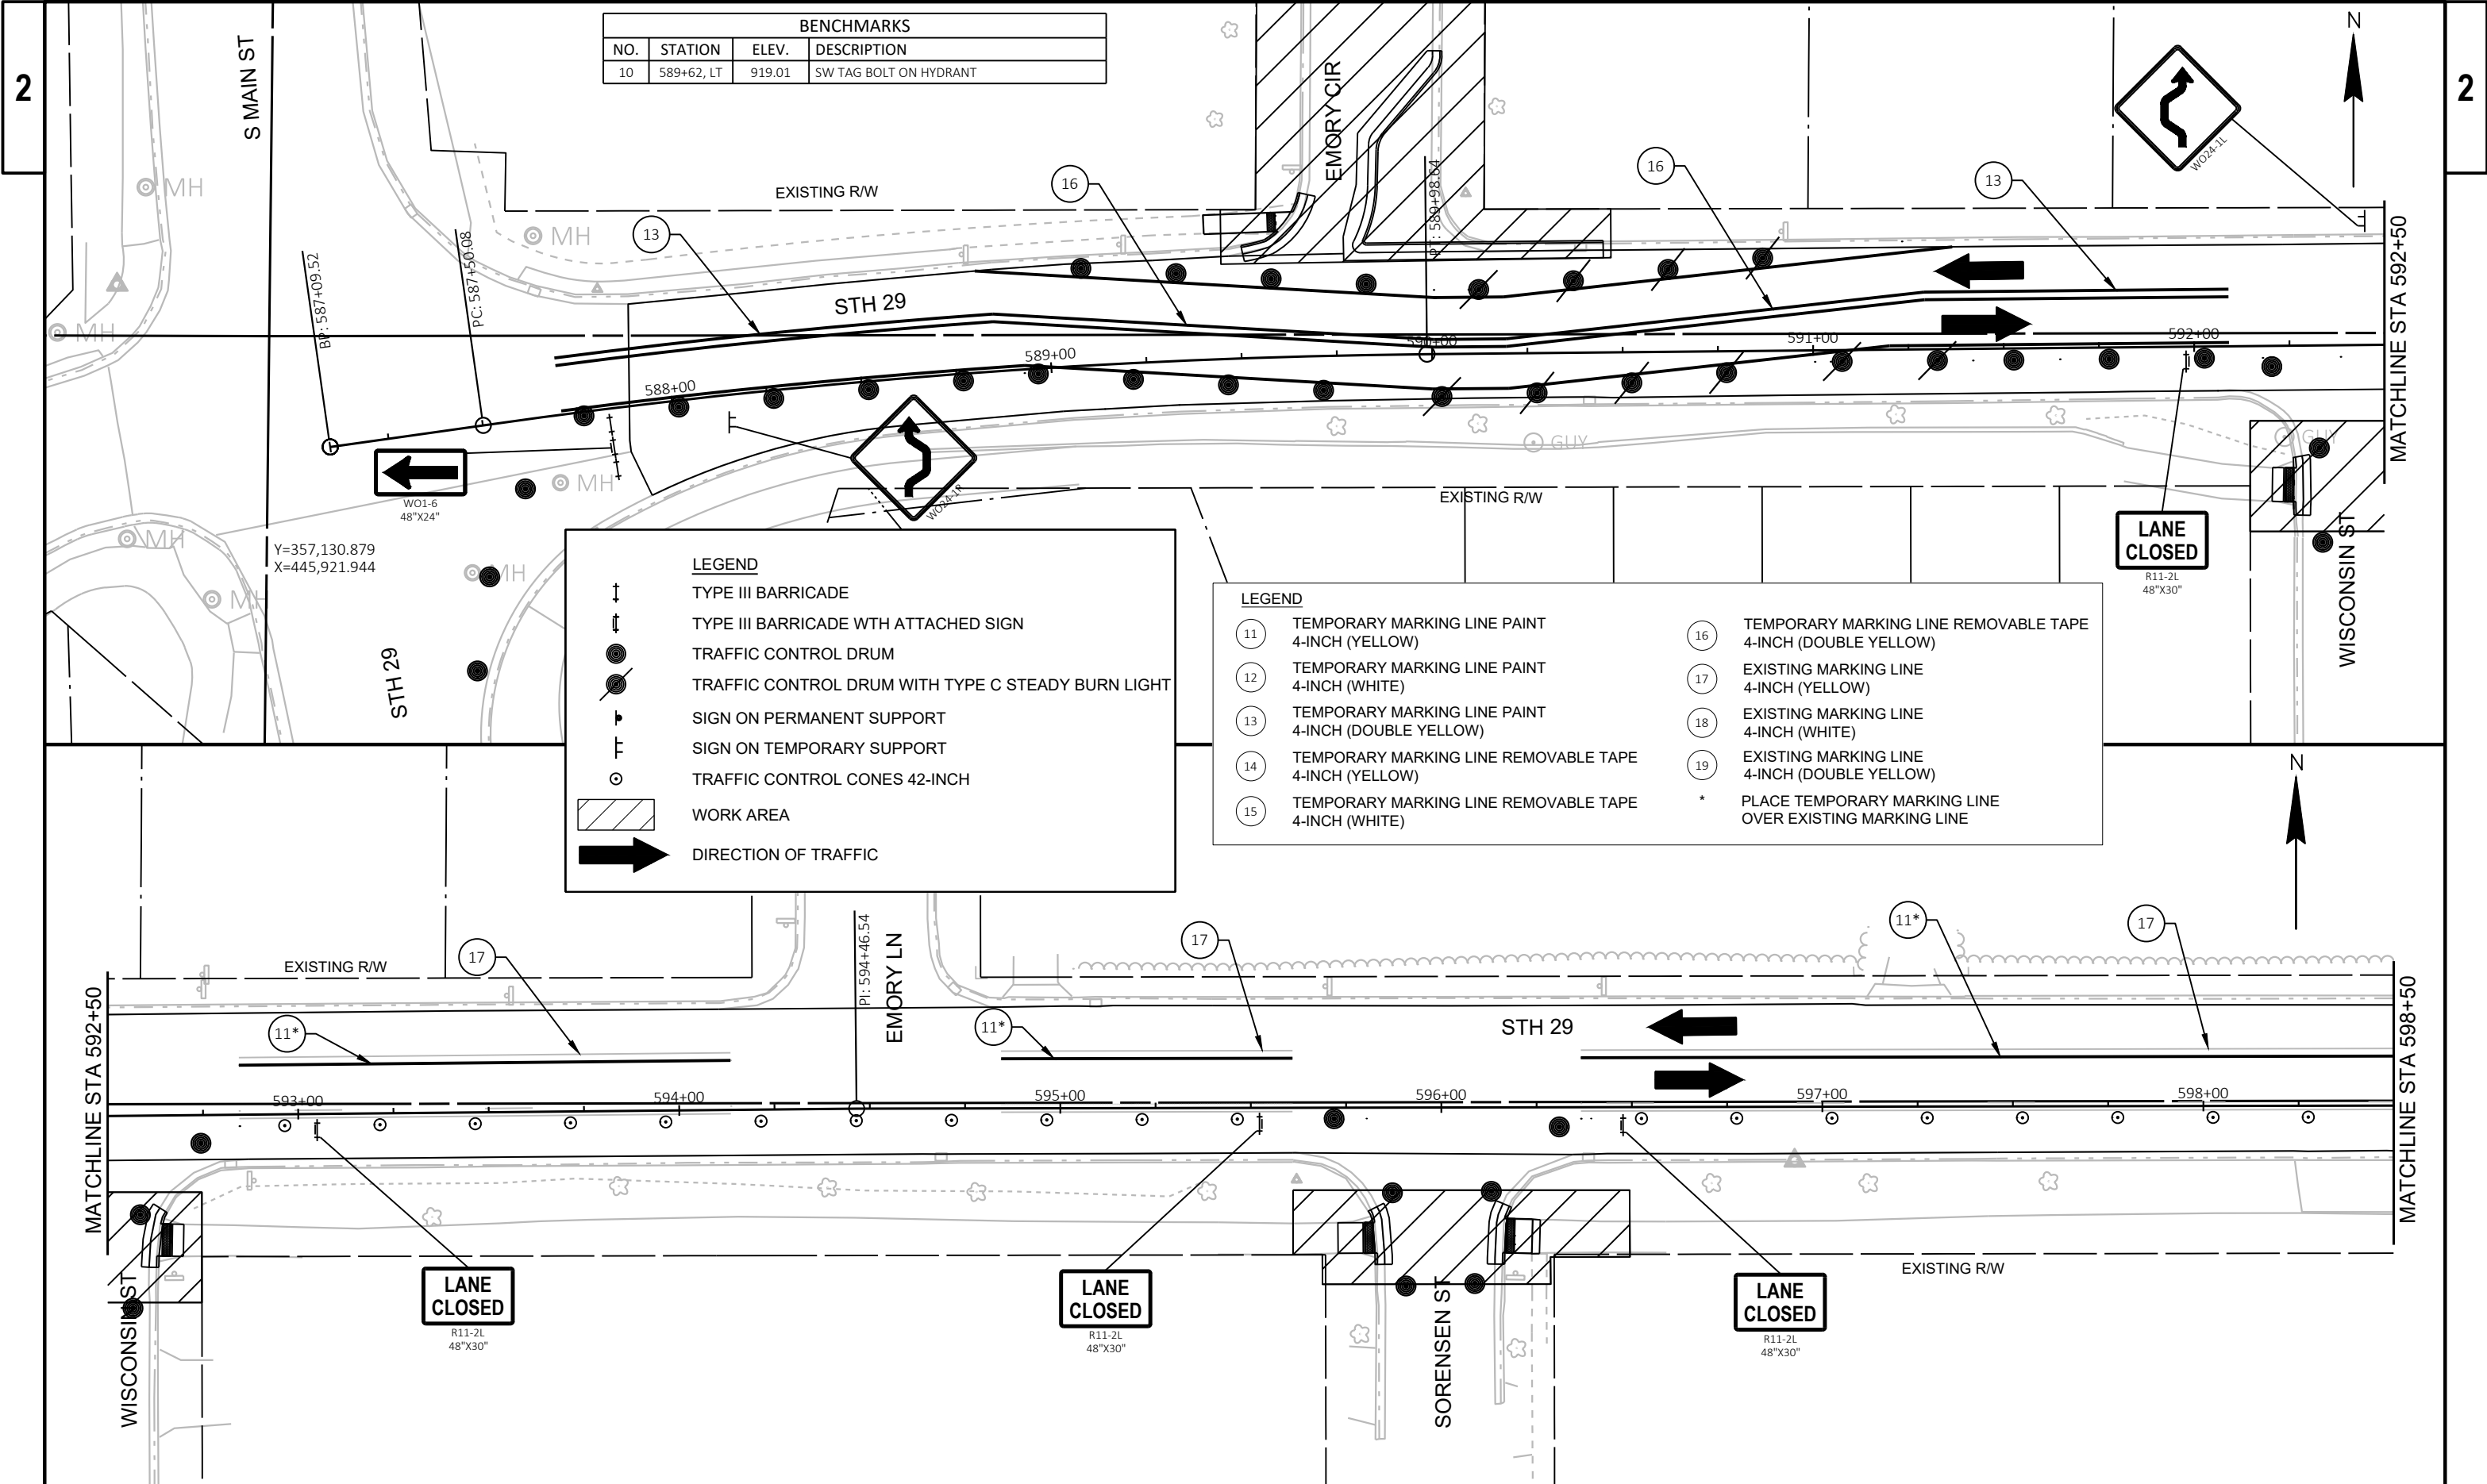 2
2
BENCHMARKS
NO. STATION ELEV. DESCRIPTION
10 589+62, LT 919.01 SW TAG BOLT ON HYDRANT
S MAIN ST
EMORY CIR
N
WO24-1L
MH
MH
MH
EXISTING R/W
13
16
16
13
BP: 587+09.52
PC: 587+50.08
PT: 589+98.64
STH 29
588+00
589+00
590+00
591+00
592+00
MATCHLINE STA 592+50
WO1-6
48"X24"
WO24-1R
MH
MH
MH
MH
GUY
GUY
EXISTING R/W
LANE
CLOSED
R11-2L
48"X30"
WISCONSIN ST
Y=357,130.879
X=445,921.944
STH 29
LEGEND
TYPE III BARRICADE
TYPE III BARRICADE WTH ATTACHED SIGN
TRAFFIC CONTROL DRUM
TRAFFIC CONTROL DRUM WITH TYPE C STEADY BURN LIGHT
SIGN ON PERMANENT SUPPORT
SIGN ON TEMPORARY SUPPORT
TRAFFIC CONTROL CONES 42-INCH
WORK AREA
DIRECTION OF TRAFFIC
LEGEND
11 TEMPORARY MARKING LINE PAINT
4-INCH (YELLOW)
12 TEMPORARY MARKING LINE PAINT
4-INCH (WHITE)
13 TEMPORARY MARKING LINE PAINT
4-INCH (DOUBLE YELLOW)
14 TEMPORARY MARKING LINE REMOVABLE TAPE
4-INCH (YELLOW)
15 TEMPORARY MARKING LINE REMOVABLE TAPE
4-INCH (WHITE)
16 TEMPORARY MARKING LINE REMOVABLE TAPE
4-INCH (DOUBLE YELLOW)
17 EXISTING MARKING LINE
4-INCH (YELLOW)
18 EXISTING MARKING LINE
4-INCH (WHITE)
19 EXISTING MARKING LINE
4-INCH (DOUBLE YELLOW)
* PLACE TEMPORARY MARKING LINE
OVER EXISTING MARKING LINE
N
MATCHLINE STA 592+50
EXISTING R/W
17
11*
PI: 594+46.54
EMORY LN
17
11*
STH 29
11*
17
MATCHLINE STA 598+50
593+00
594+00
595+00
596+00
597+00
598+00
WISCONSIN ST
LANE
CLOSED
R11-2L
48"X30"
LANE
CLOSED
R11-2L
48"X30"
SORENSEN ST
LANE
CLOSED
R11-2L
48"X30"
EXISTING R/W